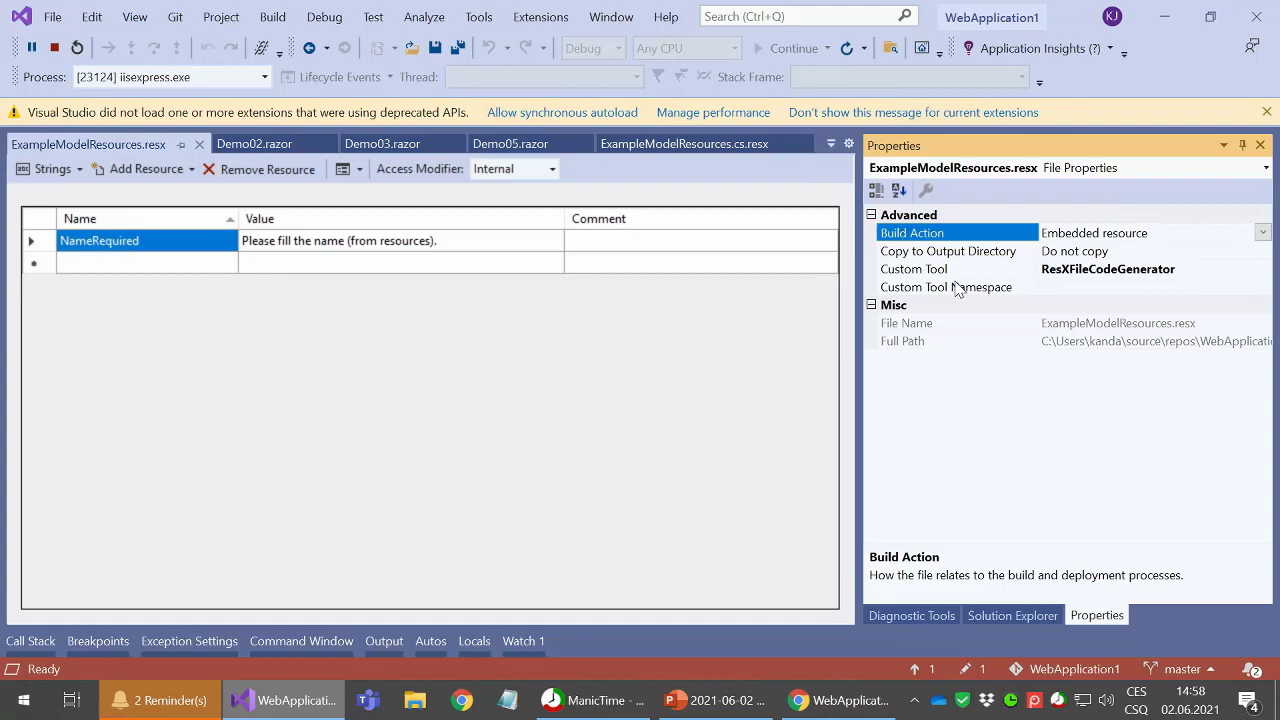 File Edit View Git Project Build Debug Test Analyze Tools Extensions Window Help Search (Ctrl+Q) WebApplication1 KJ
Debug Any CPU Continue Application Insights (?)
Process: [23124] iisexpress.exe Lifecycle Events Thread: Stack Frame:
Visual Studio did not load one or more extensions using deprecated APIs. Allow synchronous autoload Manage performance Don't show this message for current extensions
ExampleModelResources.resx Demo02.razor Demo03.razor Demo05.razor ExampleModelResources.cs.resx
Strings Add Resource Remove Resource Access Modifier: Internal
Name Value Comment
NameRequired Please fill the name (from resources).
Properties
ExampleModelResources.resx File Properties
Advanced
Build Action Embedded resource
Copy to Output Directory Do not copy
Custom Tool ResXFileCodeGenerator
Custom Tool Namespace
Misc
File Name ExampleModelResources.resx
Full Path C:\Users\kanda\source\repos\WebApplicatio
Build Action
How the file relates to the build and deployment processes.
Diagnostic Tools Solution Explorer Properties
Call Stack Breakpoints Exception Settings Command Window Output Autos Locals Watch 1
Ready 1 1 WebApplication1 master 2
2 Reminder(s) WebApplicati... ManicTime - ... 2021-06-02 ... WebApplicat... CES 14:58
CSQ 02.06.2021 4